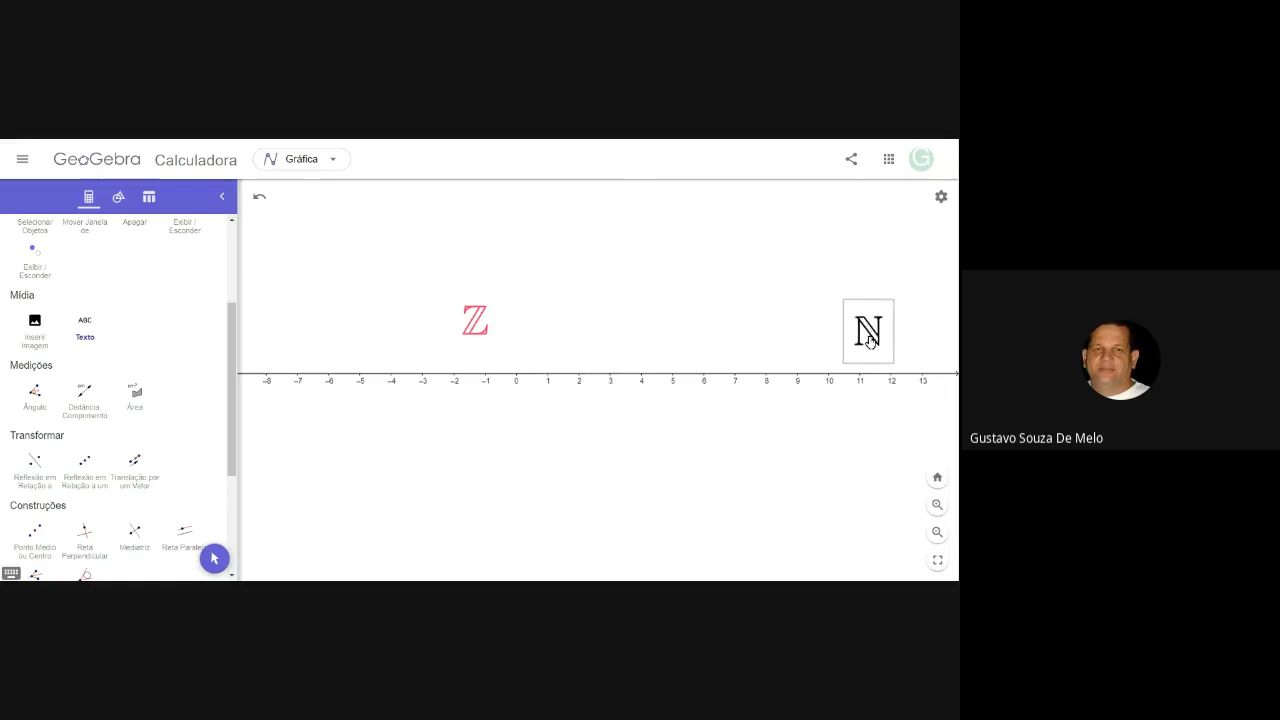 GeoGebra Calculadora Gráfica
G
Selecionar Objetos
Mover Janela de
Apagar
Exibir / Esconder
Exibir / Esconder
Mídia
Inserir Imagem
ABC
Texto
Medições
Ângulo
cm
Distância, Comprimento
cm²
Área
Transformar
Reflexão em Relação a
Reflexão em Relação a um
Translação por um Vetor
Construções
Ponto Médio ou Centro
Reta Perpendicular
Mediatriz
Reta Paralela
ℤ
ℕ
–8 –7 –6 –5 –4 –3 –2 –1 0 1 2 3 4 5 6 7 8 9 10 11 12 13
Gustavo Souza De Melo